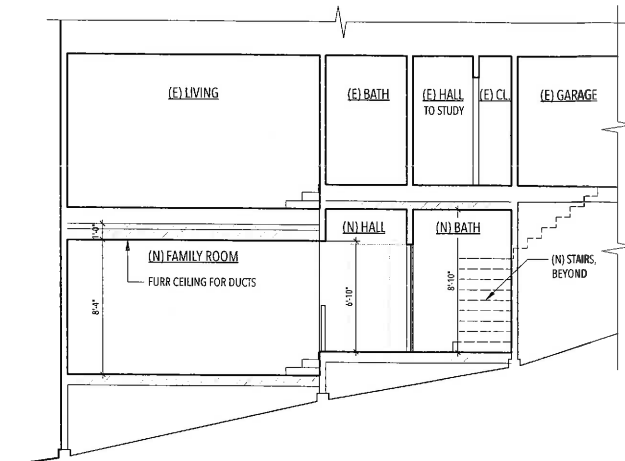 (E) LIVING
(E) BATH
(E) HALL
TO STUDY
(E) CL.
(E) GARAGE
(N) HALL
(N) BATH
1'-0"
(N) FAMILY ROOM
FURR CEILING FOR DUCTS
(N) STAIRS,
BEYOND
8'-4"
6'-10"
8'-10"